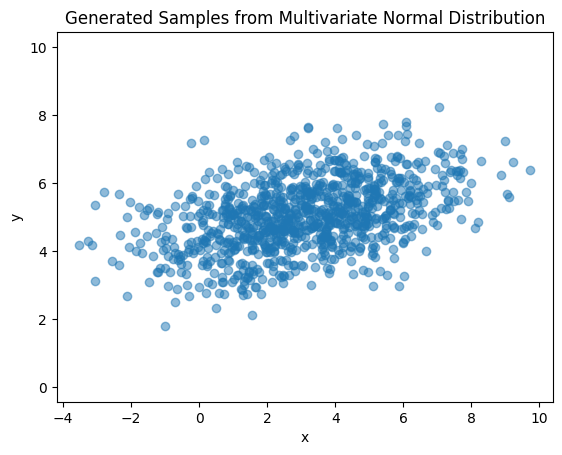 Generated Samples from Multivariate Normal Distribution
10
8
6
4
2
0
y
−4 −2 0 2 4 6 8 10
x